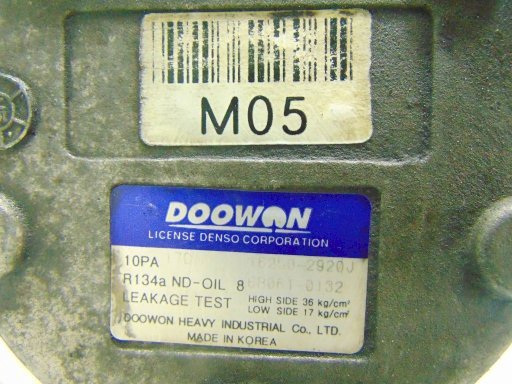 M05
DOOWON
LICENSE DENSO CORPORATION
10PA
R134a ND-OIL 8
LEAKAGE TEST HIGH SIDE 36 kg/cm²
LOW SIDE 17 kg/cm²
DOOWON HEAVY INDUSTRIAL Co., LTD.
MADE IN KOREA